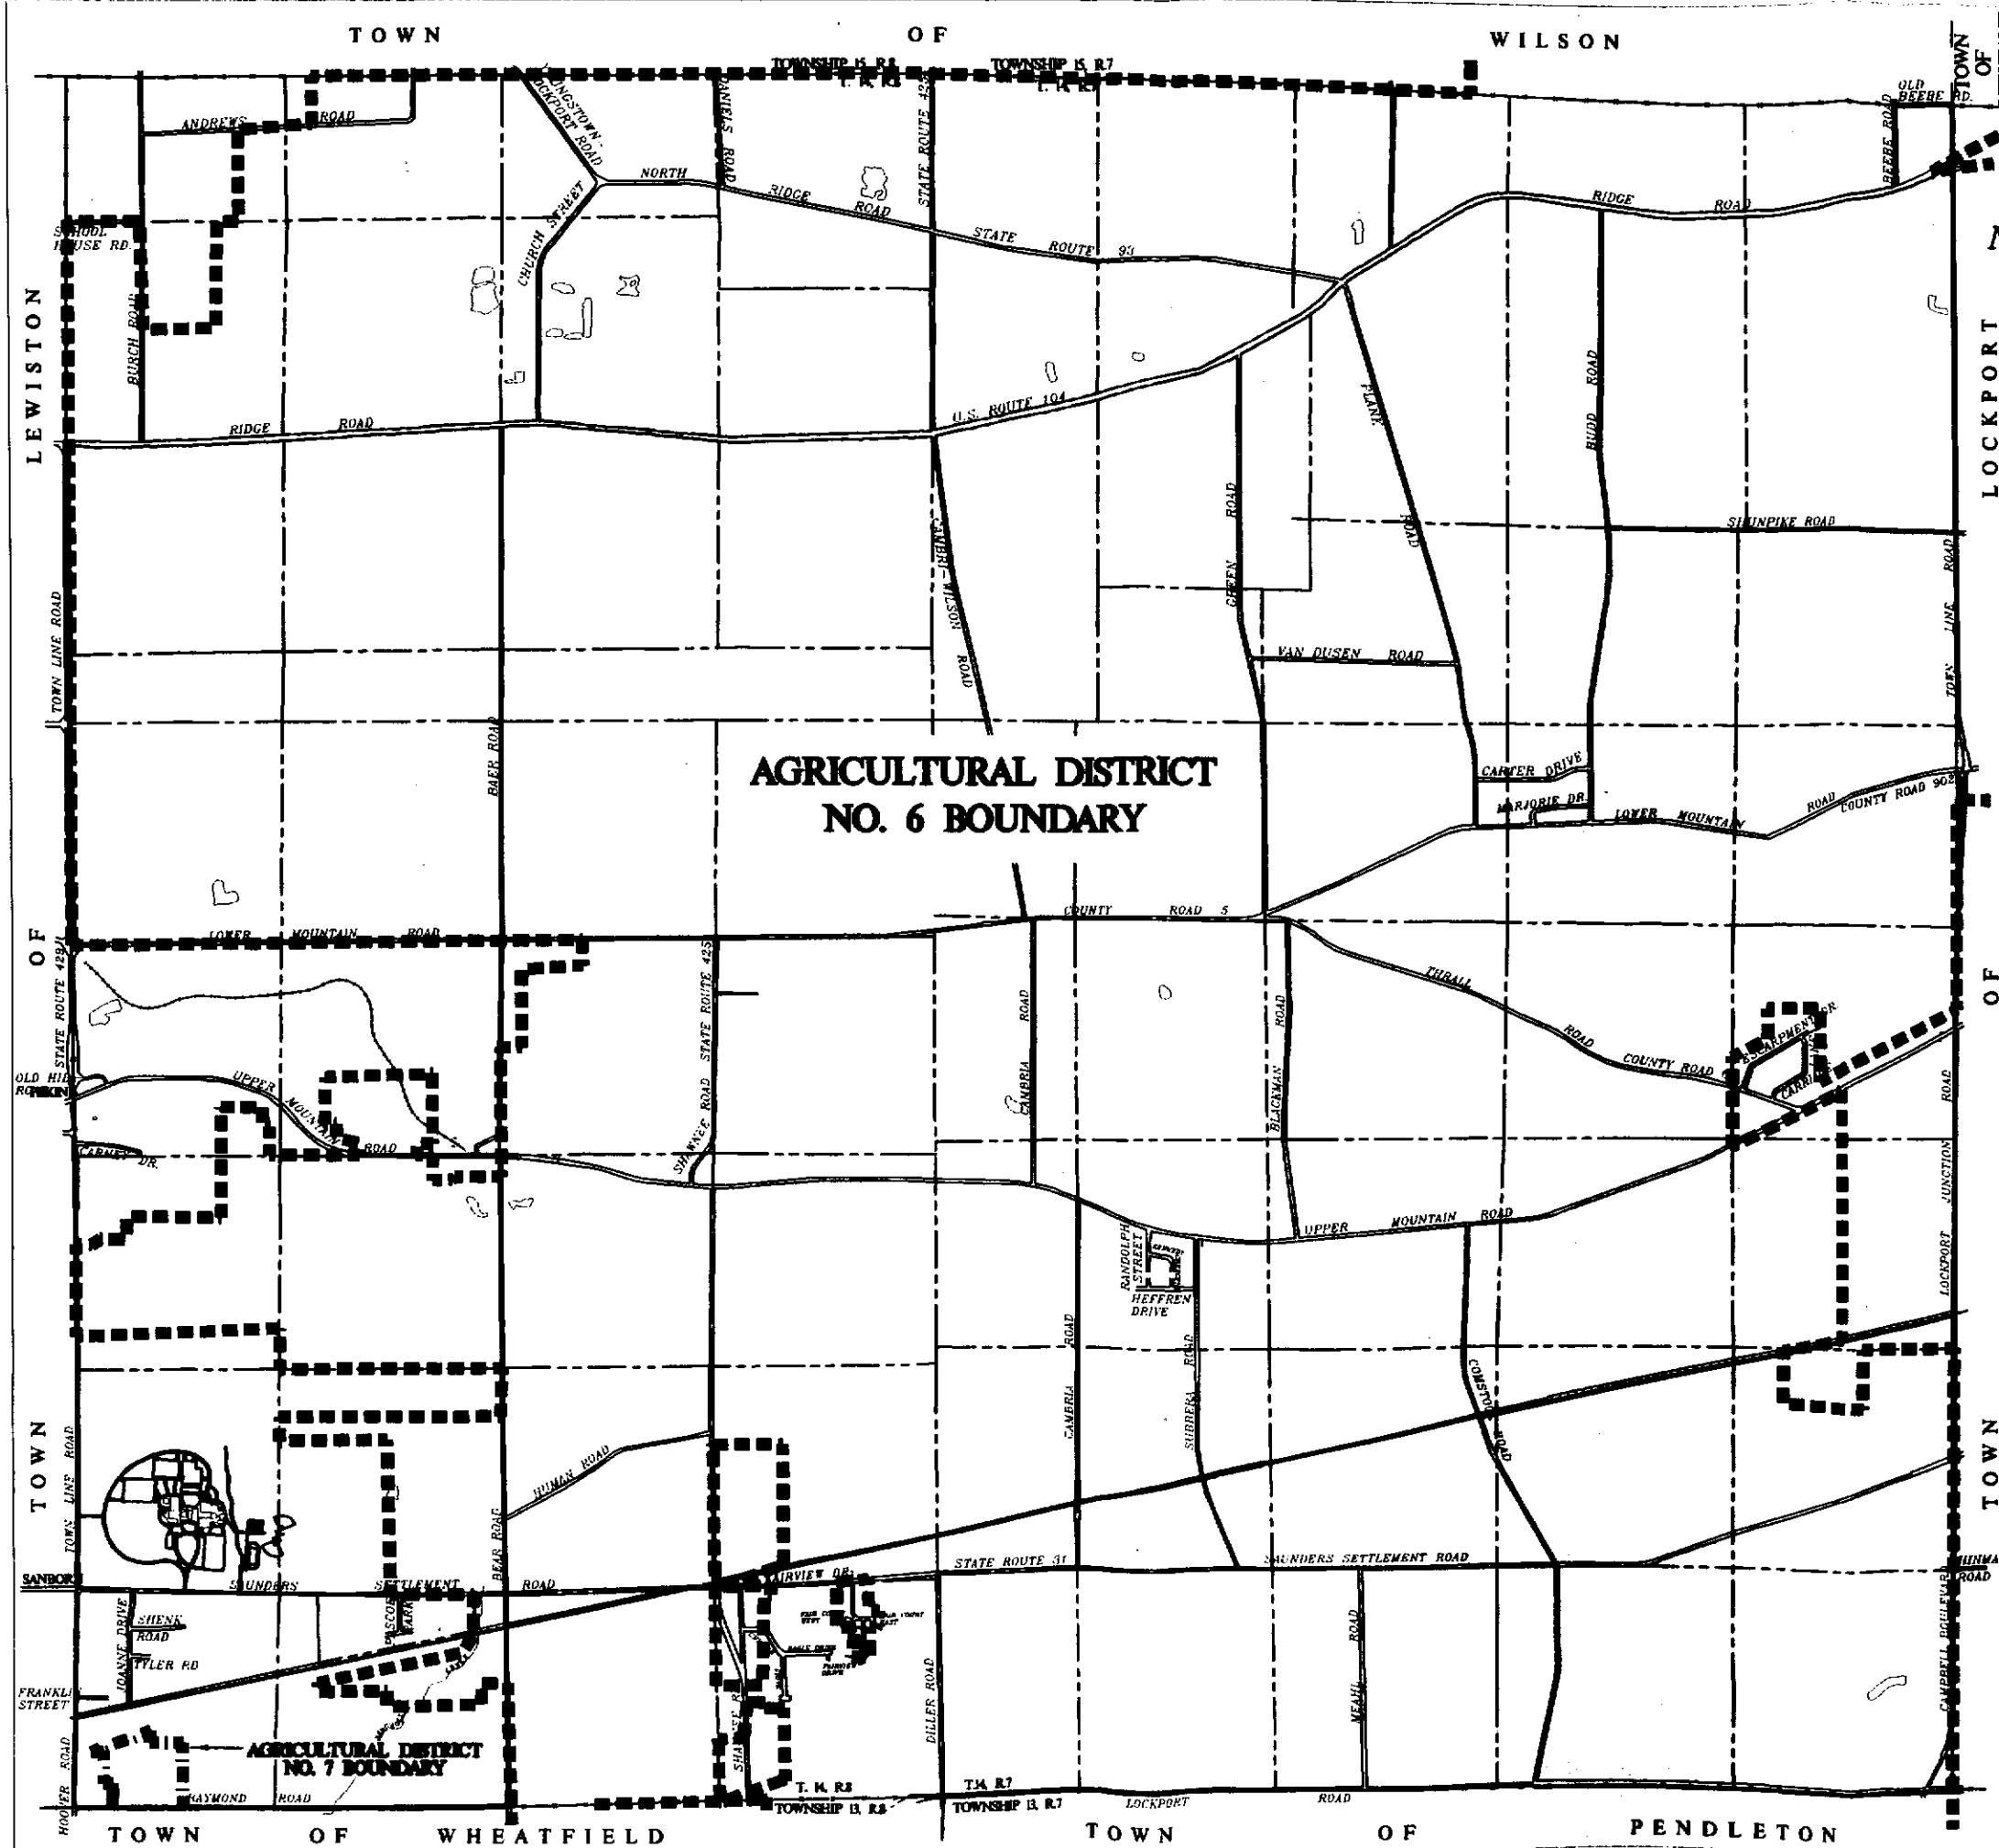 TOWN OF WILSON
TOWNSHIP 15, R.8
TOWNSHIP 15, R.7
TOWN OF
OLD BEEBE RD.
BEEBE ROAD
ANDREWS ROAD
DANIELS ROAD
NORTH RIDGE ROAD
STATE ROUTE 93
CHURCH STREET
RIDGE ROAD
BURCH ROAD
LEWISTON
LOCKPORT
RIDGE ROAD
U.S. ROUTE 104
PLANK ROAD
BUDD ROAD
GREEN ROAD
SHUNPIKE ROAD
CAMBRI-WILSON ROAD
VAN DUSEN ROAD
TOWN LINE ROAD
TOWN LINE ROAD
BAER ROAD
AGRICULTURAL DISTRICT
NO. 6 BOUNDARY
CARTER DRIVE
MARJORIE DR.
LOWER MOUNTAIN ROAD
COUNTY ROAD 902
COUNTY ROAD 5
LOWER MOUNTAIN ROAD
OF
OF
STATE ROUTE 429
STATE ROUTE 425
SHAWNEE ROAD
CAMBRIA ROAD
BLACKMAN ROAD
THRALL ROAD
COUNTY ROAD
ESCARPMENT DR.
UPPER MOUNTAIN ROAD
CARNEY DR.
LOCKPORT JUNCTION ROAD
UPPER MOUNTAIN ROAD
RANDOLPH STREET
HEFFREN DRIVE
CAMBRIA ROAD
SUBBERA ROAD
COMSTOCK ROAD
TOWN
TOWN
TOWN LINE ROAD
HUMAN ROAD
BEAR ROAD
SANBORN
SAUNDERS SETTLEMENT ROAD
STATE ROUTE 31
SAUNDERS SETTLEMENT ROAD
FAIRVIEW DR.
EAGLE DRIVE
JOANNE DRIVE
SHENK ROAD
TYLER RD
PASCOE PARK
FRANKLIN STREET
DILLER ROAD
MEAHL ROAD
CAMPBELL BOULEVARD
HOOVER ROAD
AGRICULTURAL DISTRICT
NO. 7 BOUNDARY
RAYMOND ROAD
T. 14, R.8
TOWNSHIP 13, R.8
T.14, R.7
TOWNSHIP 13, R.7
LOCKPORT ROAD
TOWN OF WHEATFIELD
TOWN OF PENDLETON